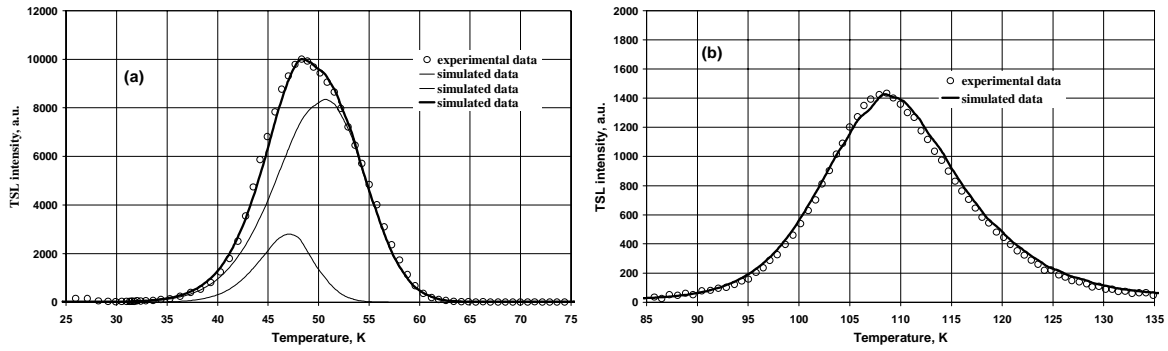 12000
10000
8000
6000
4000
2000
0
TSL intensity, a.u.
(a)
experimental data
simulated data
simulated data
simulated data
25 30 35 40 45 50 55 60 65 70 75
Temperature, K
2000
1800
1600
1400
1200
1000
800
600
400
200
0
TSL intensity, a.u.
(b)
experimental data
simulated data
85 90 95 100 105 110 115 120 125 130 135
Temperature, K